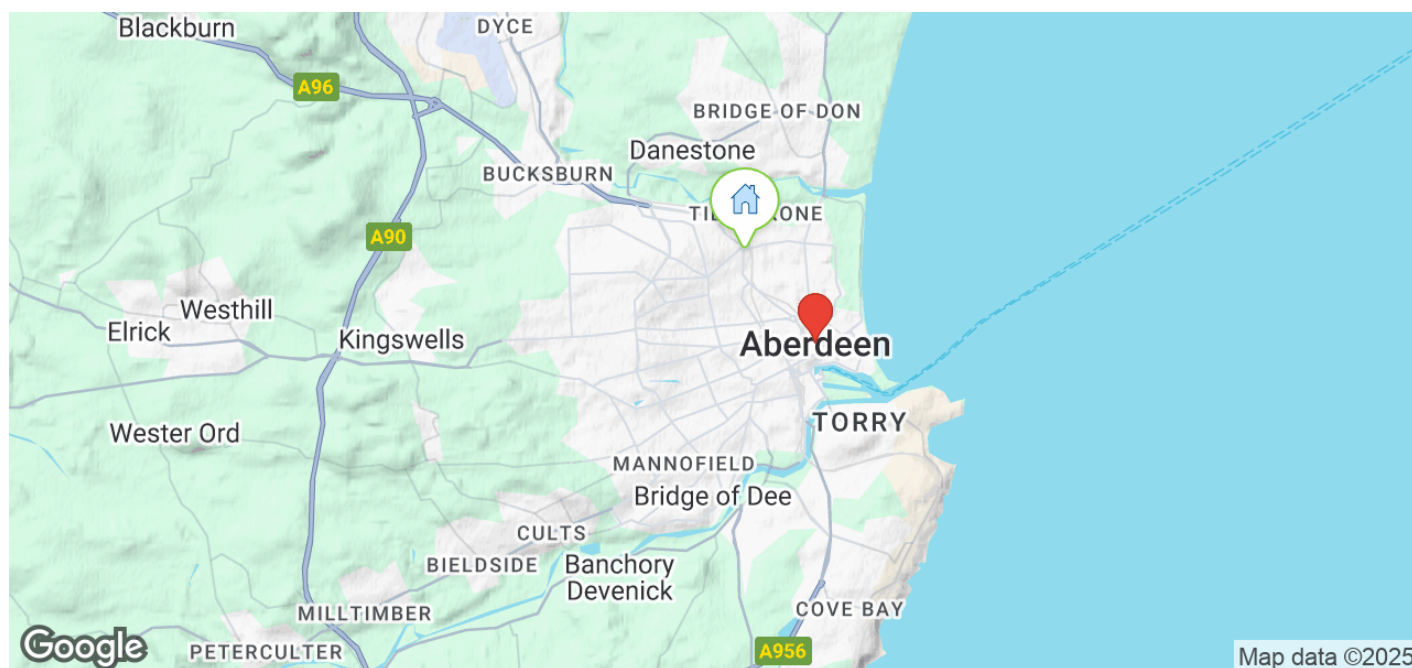 Blackburn
DYCE
A96
BRIDGE OF DON
Danestone
BUCKSBURN
A90
Westhill
Elrick
Kingswells
Aberdeen
TORRY
Wester Ord
MANNOFIELD
Bridge of Dee
CULTS
BIELDSIDE
Banchory
Devenick
MILLTIMBER
COVE BAY
PETERCULTER
A956
Google
Map data ©2025